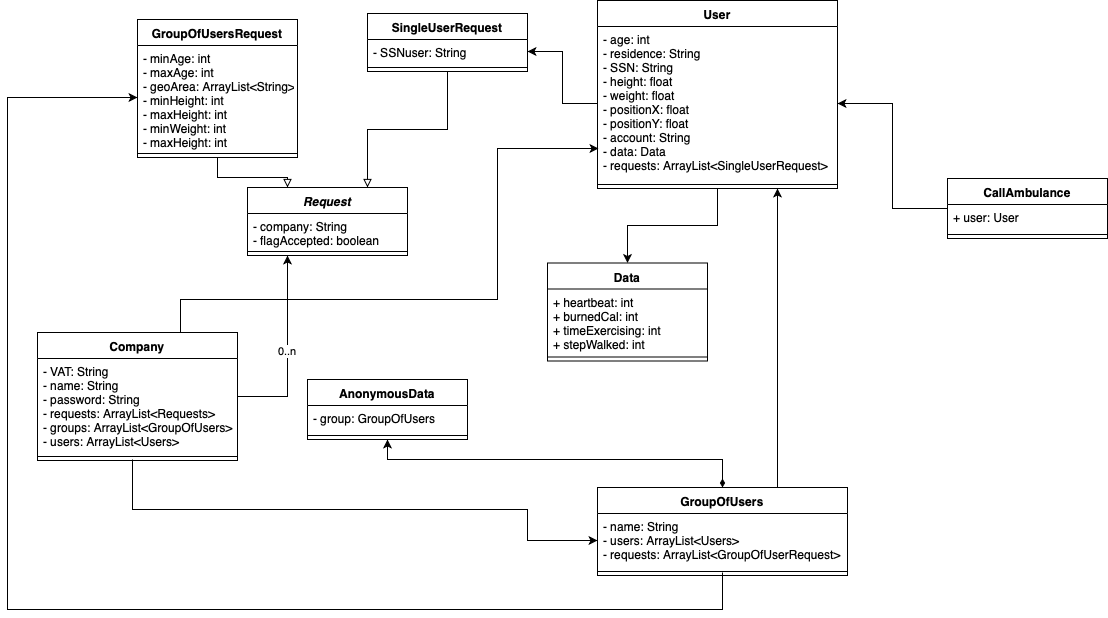 GroupOfUsersRequest
- minAge: int
- maxAge: int
- geoArea: ArrayList<String>
- minHeight: int
- maxHeight: int
- minWeight: int
- maxHeight: int
SingleUserRequest
- SSNuser: String
User
- age: int
- residence: String
- SSN: String
- height: float
- weight: float
- positionX: float
- positionY: float
- account: String
- data: Data
- requests: ArrayList<SingleUserRequest>
CallAmbulance
+ user: User
Request
- company: String
- flagAccepted: boolean
Data
+ heartbeat: int
+ burnedCal: int
+ timeExercising: int
+ stepWalked: int
Company
- VAT: String
- name: String
- password: String
- requests: ArrayList<Requests>
- groups: ArrayList<GroupOfUsers>
- users: ArrayList<Users>
0..n
AnonymousData
- group: GroupOfUsers
GroupOfUsers
- name: String
- users: ArrayList<Users>
- requests: ArrayList<GroupOfUserRequest>